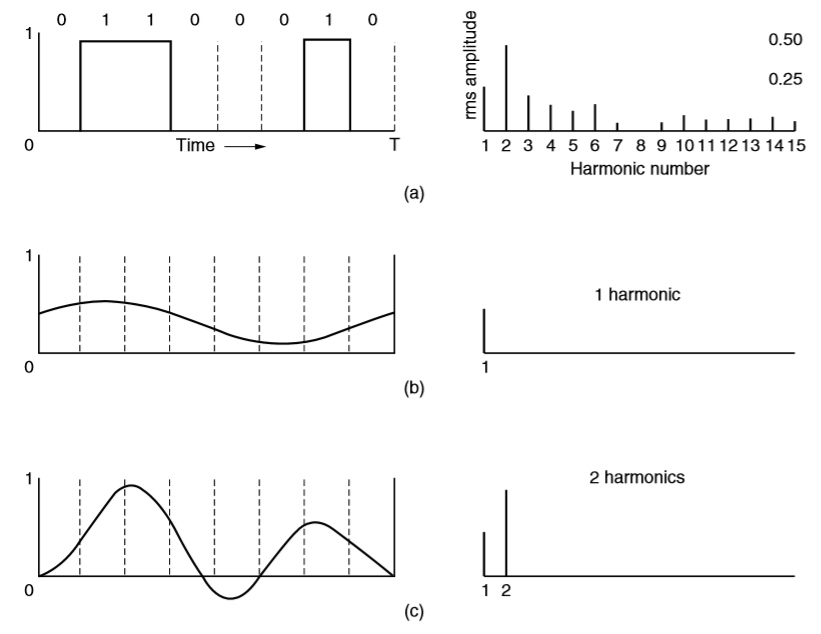 0 1 1 0 0 0 1 0
1
0
Time
T
rms amplitude
0.50
0.25
1 2 3 4 5 6 7 8 9 10 11 12 13 14 15
Harmonic number
(a)
1
0
1 harmonic
1
(b)
1
0
2 harmonics
1 2
(c)